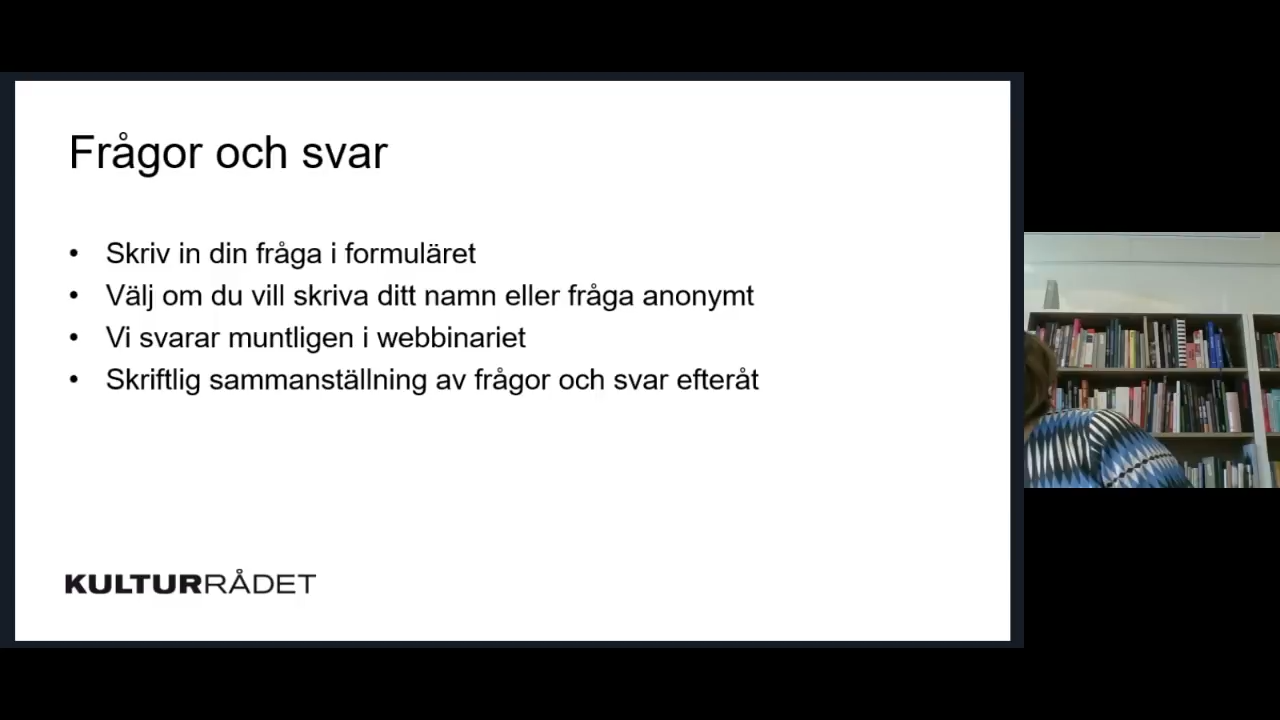 Frågor och svar
• Skriv in din fråga i formuläret
• Välj om du vill skriva ditt namn eller fråga anonymt
• Vi svarar muntligen i webbinariet
• Skriftlig sammanställning av frågor och svar efteråt
KULTURRÅDET